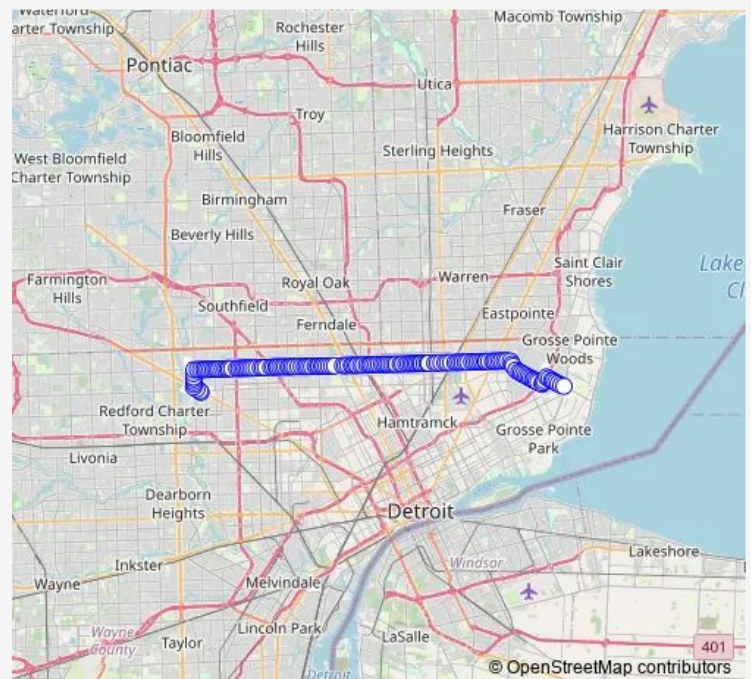 Waterford
arter Township
Rochester
Hills
Macomb Township
Pontiac
Utica
Troy
Harrison Charter
Township
Bloomfield
Hills
West Bloomfield
Charter Township
Sterling Heights
Birmingham
Fraser
Beverly Hills
Saint Clair
Shores
Lake
Cl
Farmington
Hills
Royal Oak
Warren
Southfield
Eastpointe
Ferndale
Grosse Pointe
Woods
Redford Charter
Township
Hamtramck
Grosse Pointe
Park
Livonia
Dearborn
Heights
Detroit
Lakeshore
Inkster
Windsor
Wayne
Melvindale
Wayne
County
Taylor
Lincoln Park
LaSalle
401
Detroit
© OpenStreetMap contributors